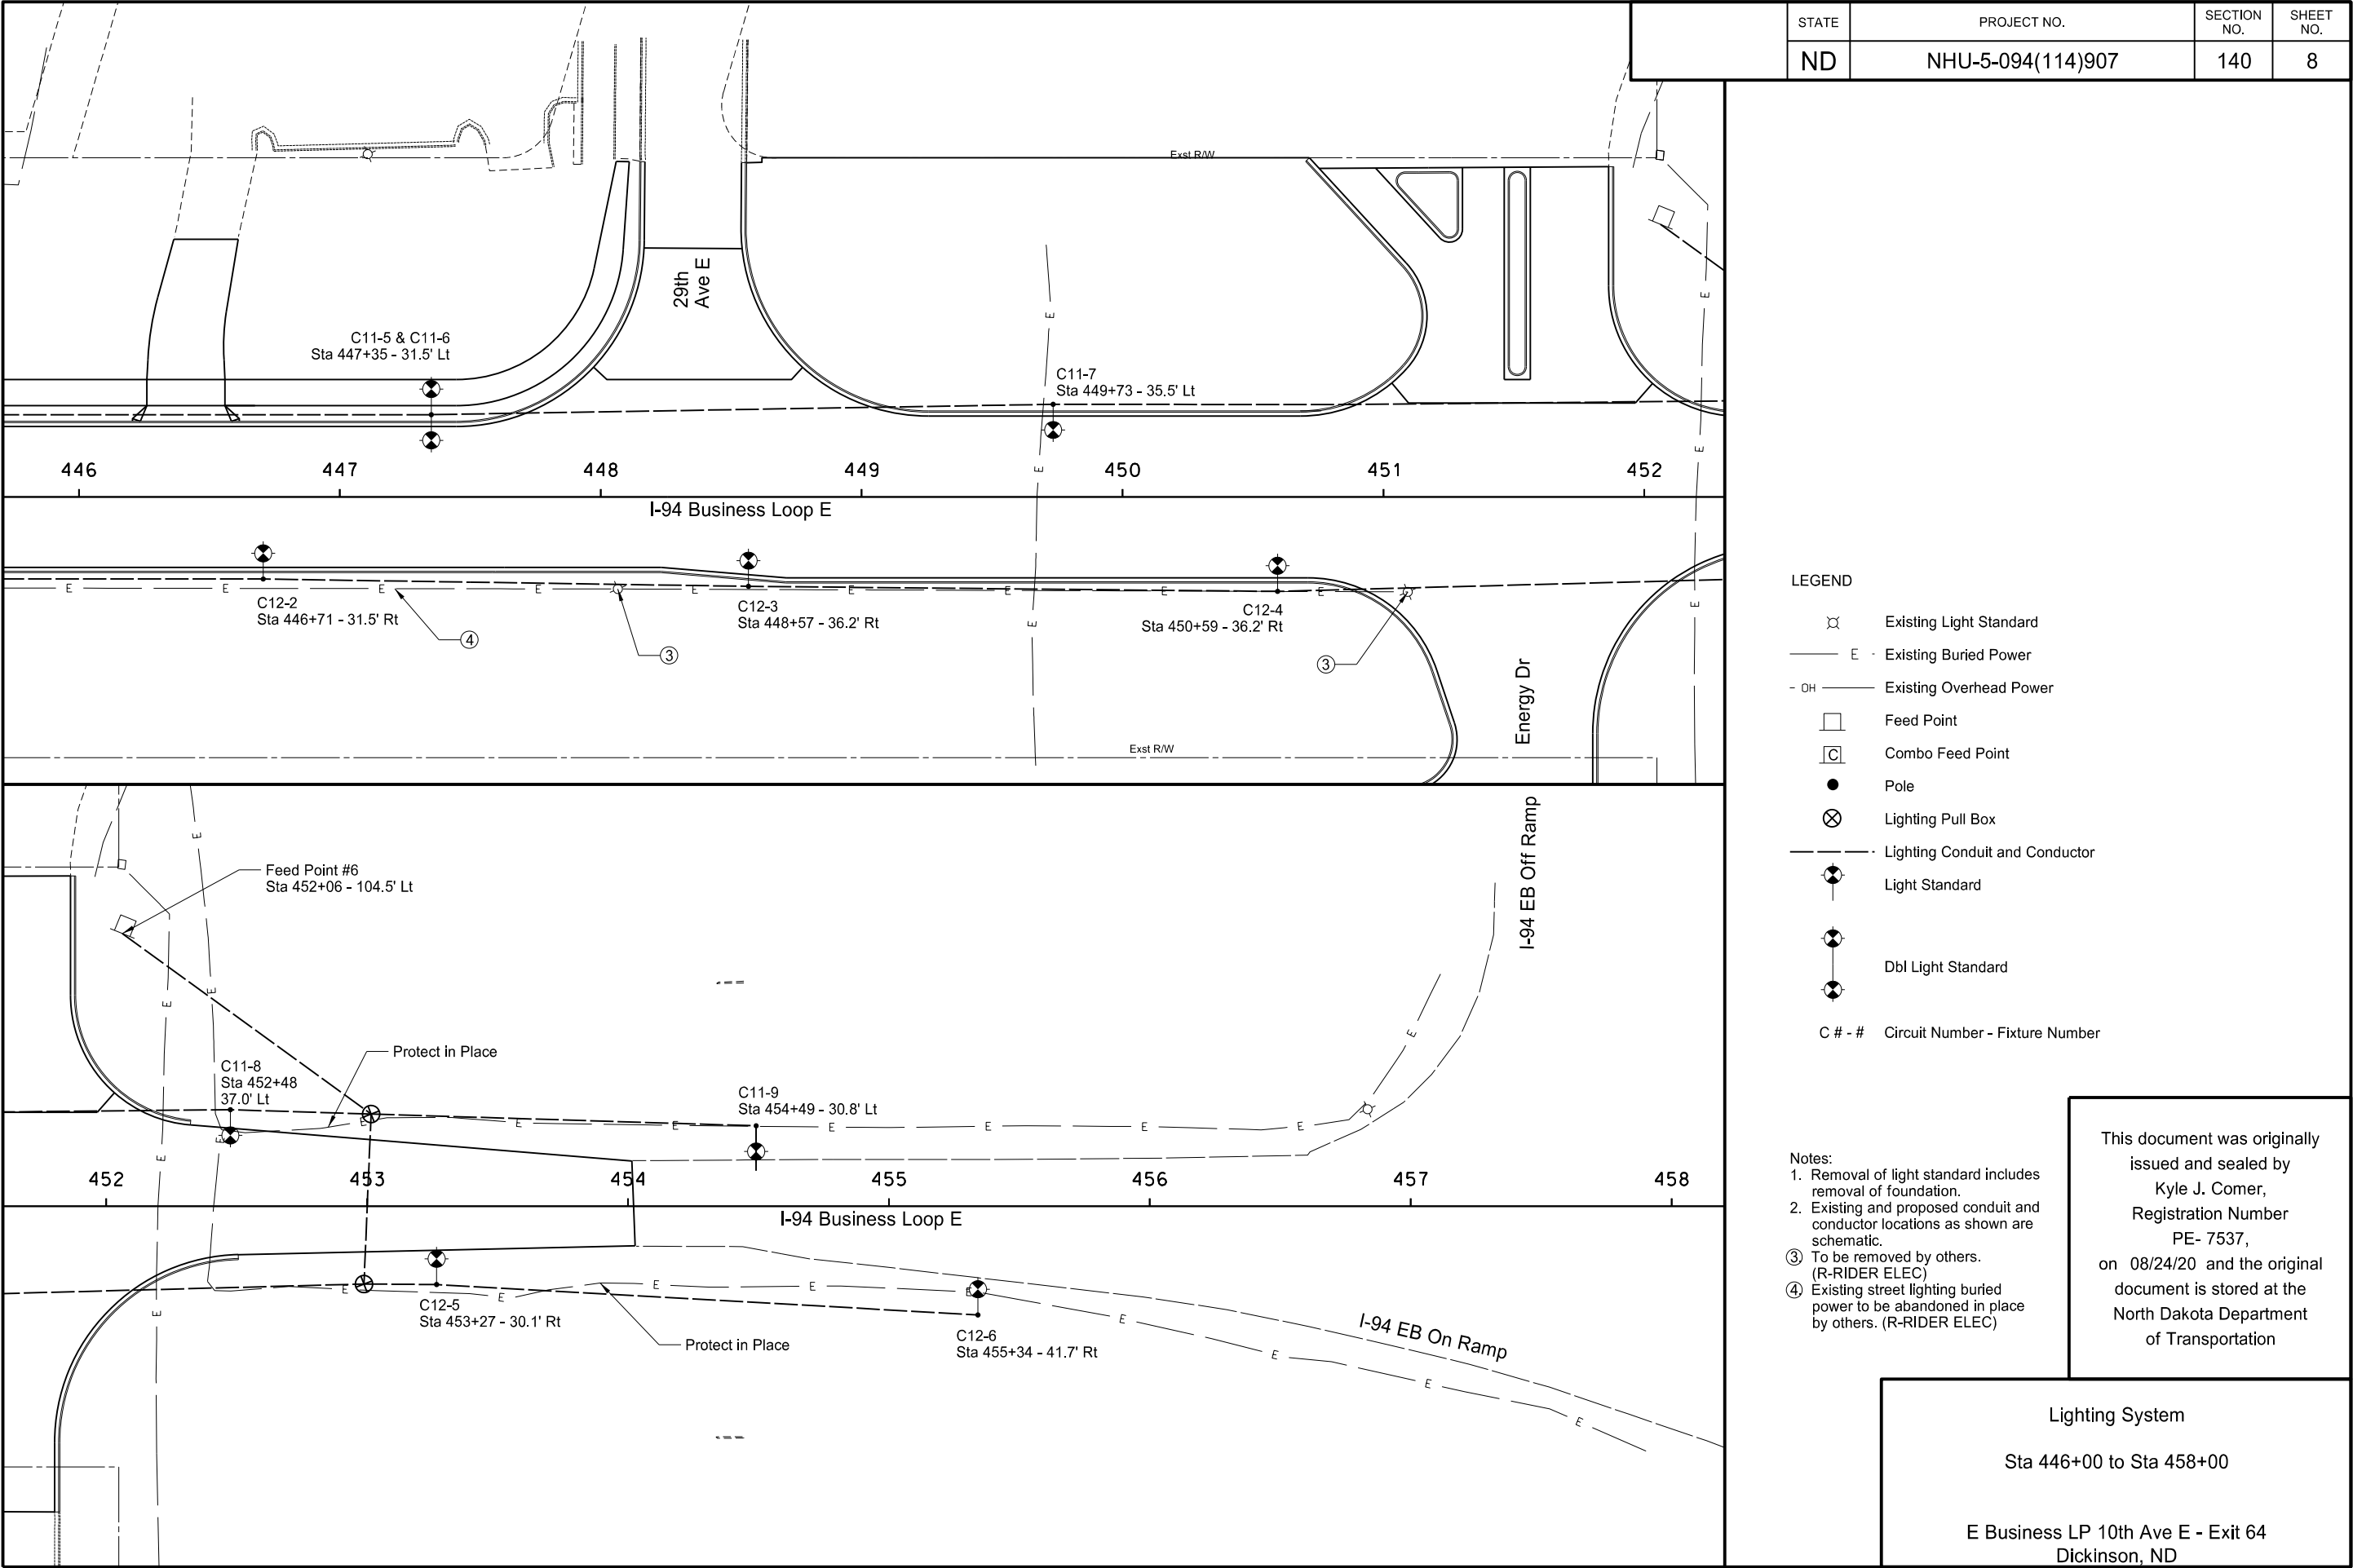 STATE
PROJECT NO.
SECTION
NO.
SHEET
NO.
ND
NHU-5-094(114)907
140
8
Exst R/W
29th
Ave E
C11-5 & C11-6
Sta 447+35 - 31.5' Lt
C11-7
Sta 449+73 - 35.5' Lt
E
E
E
E
446
447
448
449
450
451
452
I-94 Business Loop E
E
E
E
E
E
E
E
E
E
E
E
C12-2
Sta 446+71 - 31.5' Rt
C12-3
Sta 448+57 - 36.2' Rt
C12-4
Sta 450+59 - 36.2' Rt
4
3
3
Energy Dr
Exst R/W
I-94 EB Off Ramp
E
Feed Point #6
Sta 452+06 - 104.5' Lt
E
E
E
Protect in Place
C11-8
Sta 452+48
37.0' Lt
C11-9
Sta 454+49 - 30.8' Lt
E
E
E
E
E
E
E
E
E
452
453
454
455
456
457
458
I-94 Business Loop E
E
E
E
E
E
E
E
E
E
E
C12-5
Sta 453+27 - 30.1' Rt
Protect in Place
C12-6
Sta 455+34 - 41.7' Rt
I-94 EB On Ramp
LEGEND
Existing Light Standard
E Existing Buried Power
OH Existing Overhead Power
Feed Point
C Combo Feed Point
Pole
Lighting Pull Box
Lighting Conduit and Conductor
Light Standard
Dbl Light Standard
C # - # Circuit Number - Fixture Number
Notes:
1. Removal of light standard includes
removal of foundation.
2. Existing and proposed conduit and
conductor locations as shown are
schematic.
3. To be removed by others.
(R-RIDER ELEC)
4. Existing street lighting buried
power to be abandoned in place
by others. (R-RIDER ELEC)
This document was originally
issued and sealed by
Kyle J. Comer,
Registration Number
PE- 7537,
on 08/24/20 and the original
document is stored at the
North Dakota Department
of Transportation
Lighting System
Sta 446+00 to Sta 458+00
E Business LP 10th Ave E - Exit 64
Dickinson, ND